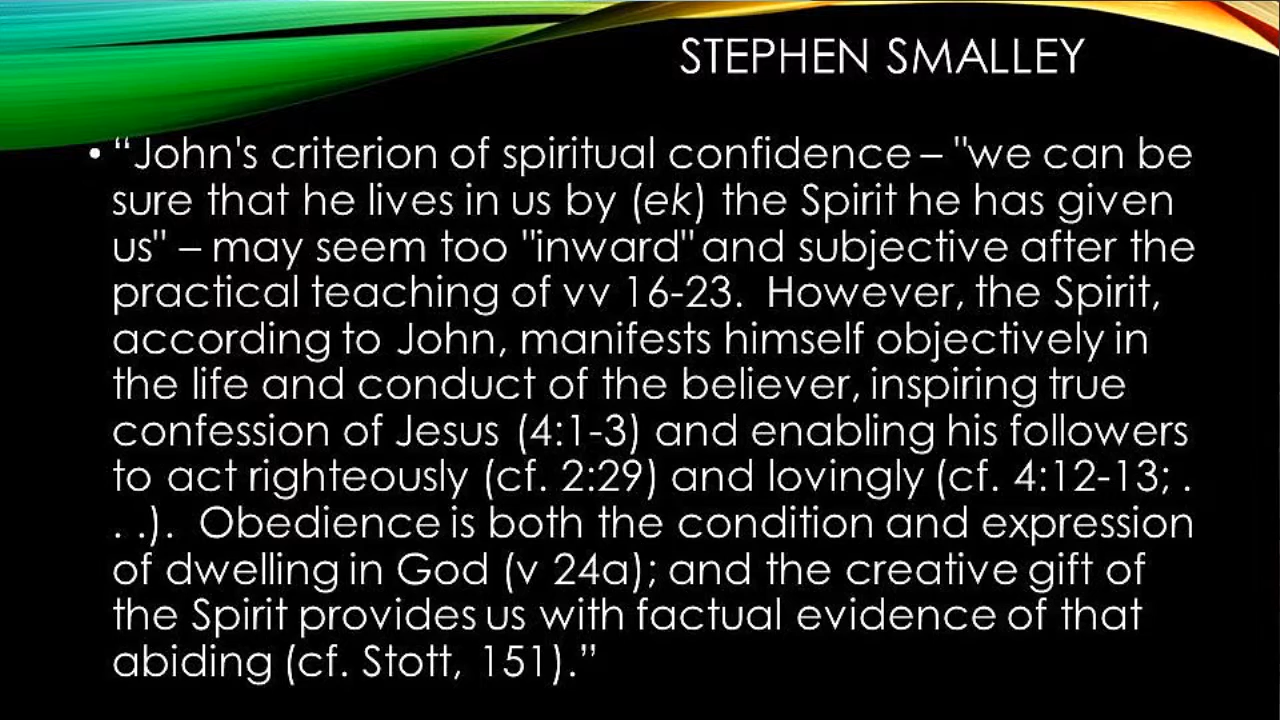 STEPHEN SMALLEY
• “John's criterion of spiritual confidence – "we can be
sure that he lives in us by (ek) the Spirit he has given
us" – may seem too "inward" and subjective after the
practical teaching of vv 16-23.  However, the Spirit,
according to John, manifests himself objectively in
the life and conduct of the believer, inspiring true
confession of Jesus (4:1-3) and enabling his followers
to act righteously (cf. 2:29) and lovingly (cf. 4:12-13; .
. .).  Obedience is both the condition and expression
of dwelling in God (v 24a); and the creative gift of
the Spirit provides us with factual evidence of that
abiding (cf. Stott, 151).”